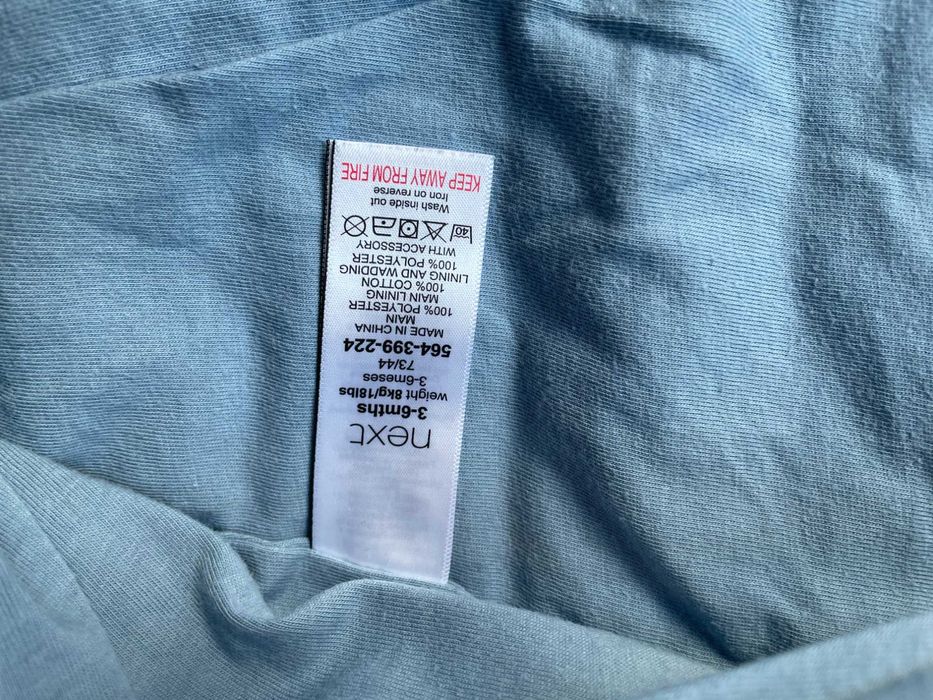 next
3-6mths
weight 8kg/18lbs
3-6meses
73/44
564-399-224
MADE IN CHINA
MAIN
100% POLYESTER
MAIN LINING
100% COTTON
LINING AND WADDING
100% POLYESTER
WITH ACCESSORY
40
Wash inside out
Iron on reverse
KEEP AWAY FROM FIRE